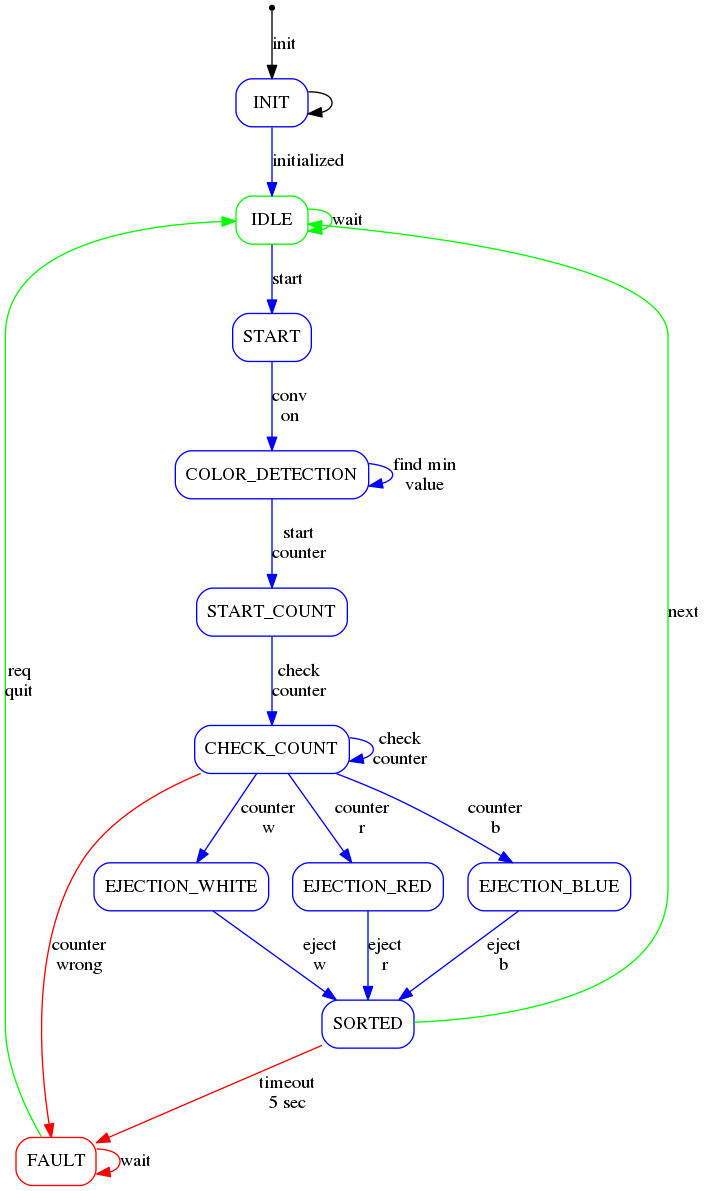 init
INIT
initialized
IDLE
wait
start
START
conv
on
COLOR_DETECTION
find min
value
start
counter
START_COUNT
next
req
quit
check
counter
CHECK_COUNT
check
counter
counter
w
counter
r
counter
b
EJECTION_WHITE
EJECTION_RED
EJECTION_BLUE
counter
wrong
eject
w
eject
r
eject
b
SORTED
timeout
5 sec
FAULT
wait